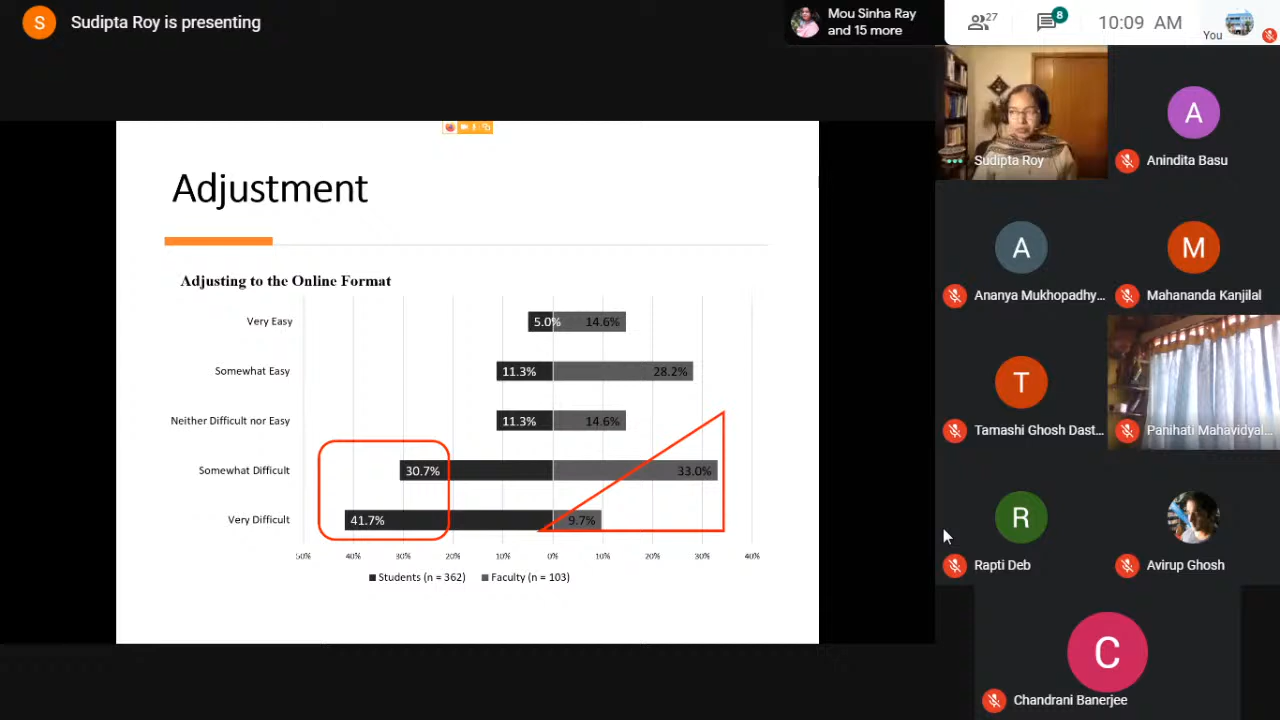 S
Sudipta Roy is presenting
Mou Sinha Ray
and 15 more
27
8
10:09 AM
You
Adjustment
Adjusting to the Online Format
Very Easy
5.0%
14.6%
Somewhat Easy
11.3%
28.2%
Neither Difficult nor Easy
11.3%
14.6%
Somewhat Difficult
30.7%
33.0%
Very Difficult
41.7%
9.7%
50%
40%
30%
20%
10%
0%
10%
20%
30%
40%
Students (n = 362)
Faculty (n = 103)
Sudipta Roy
A
Anindita Basu
A
Ananya Mukhopadhy...
M
Mahananda Kanjilal
T
Tamashi Ghosh Dast...
Panihati Mahavidyal...
R
Rapti Deb
Avirup Ghosh
C
Chandrani Banerjee